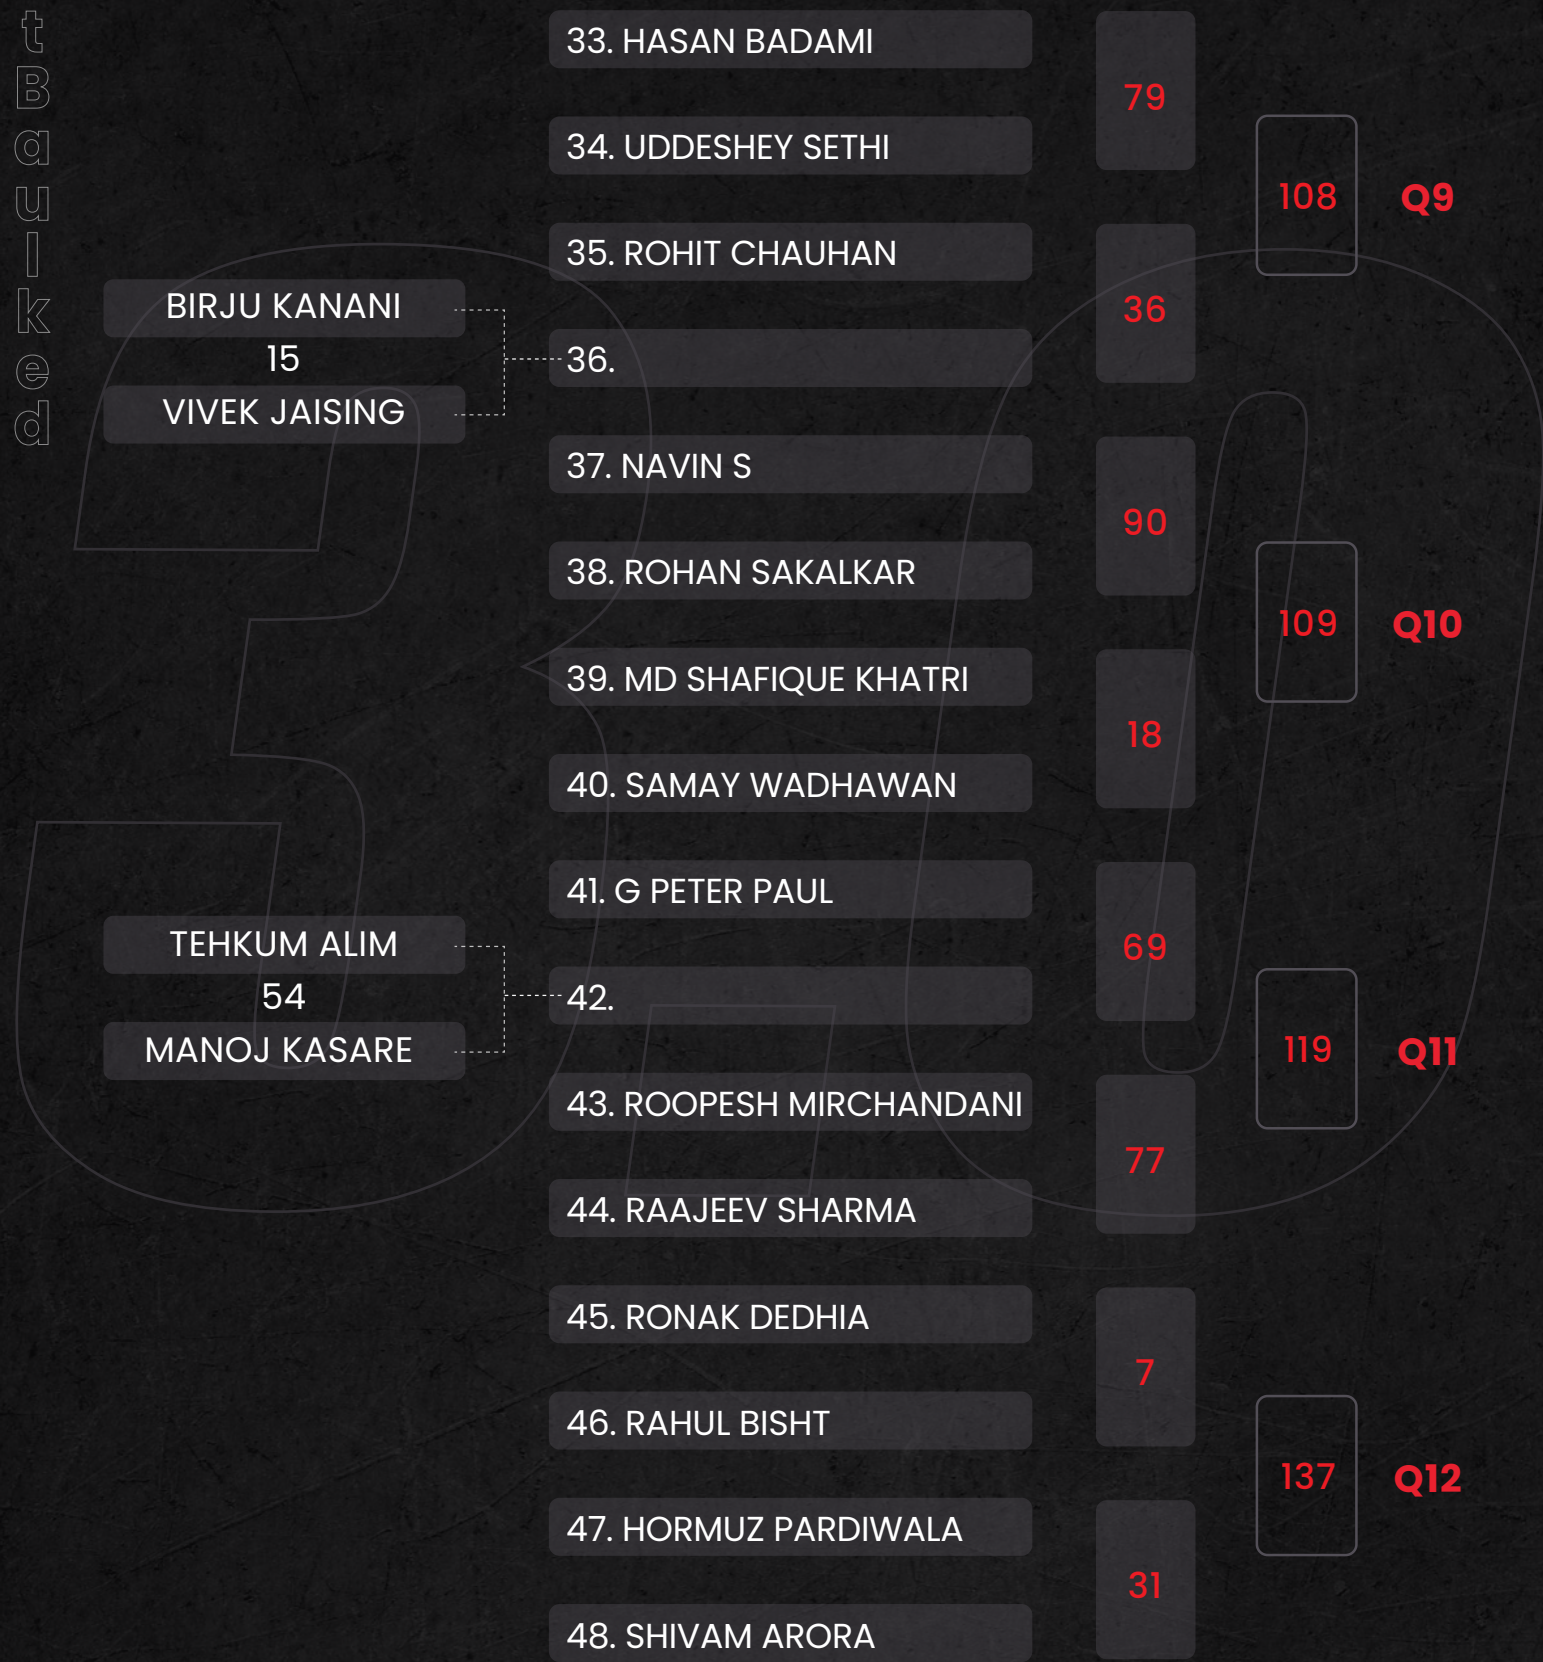 t
B
a
u
l
k
e
d
33. HASAN BADAMI
79
34. UDDESHEY SETHI
108 Q9
35. ROHIT CHAUHAN
BIRJU KANANI
36
15
36.
VIVEK JAISING
37. NAVIN S
90
38. ROHAN SAKALKAR
109 Q10
39. MD SHAFIQUE KHATRI
18
40. SAMAY WADHAWAN
41. G PETER PAUL
TEHKUM ALIM
69
54
42.
MANOJ KASARE
119 Q11
43. ROOPESH MIRCHANDANI
77
44. RAAJEEV SHARMA
45. RONAK DEDHIA
7
46. RAHUL BISHT
137 Q12
47. HORMUZ PARDIWALA
31
48. SHIVAM ARORA
3.0